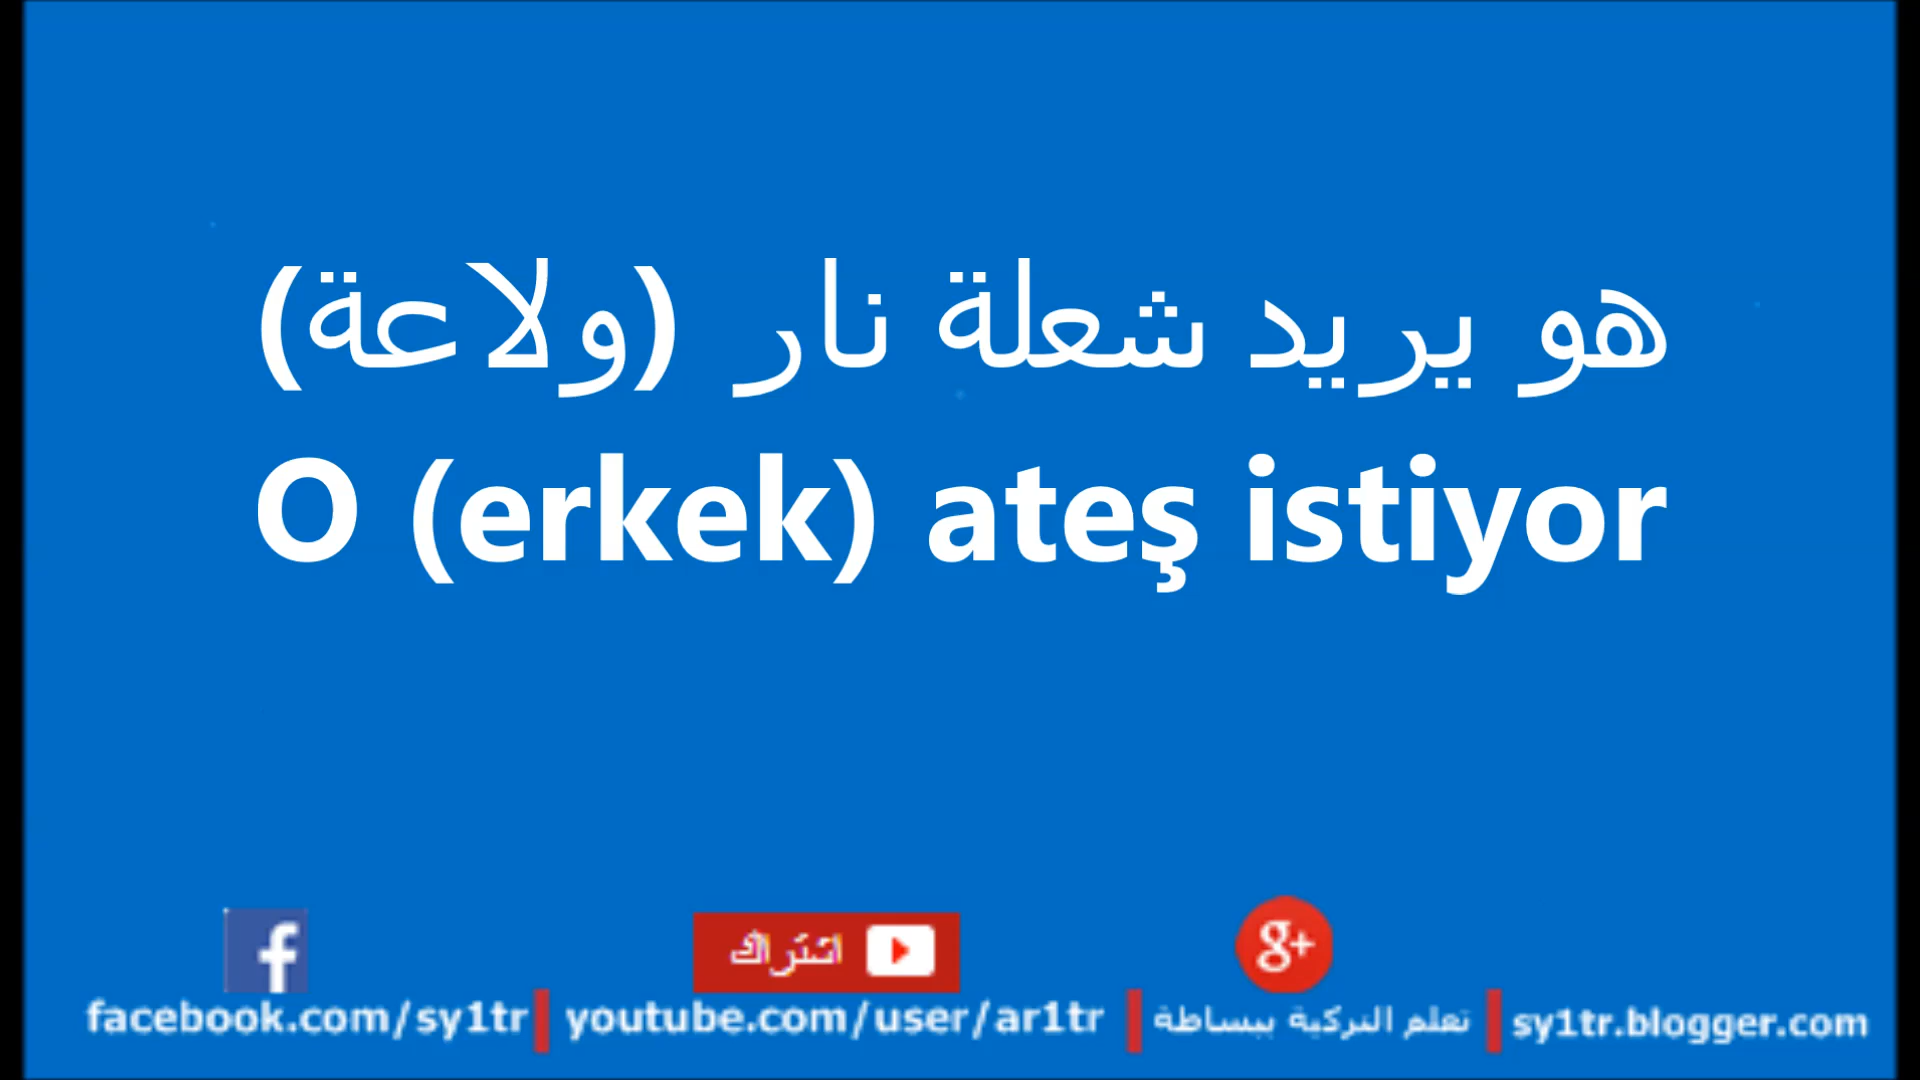 هو يريد شعلة نار (ولاعة)
O (erkek) ateş istiyor
اشتراك
g+
facebook.com/sy1tr
youtube.com/user/ar1tr
تعلم التركية ببساطة
sy1tr.blogger.com